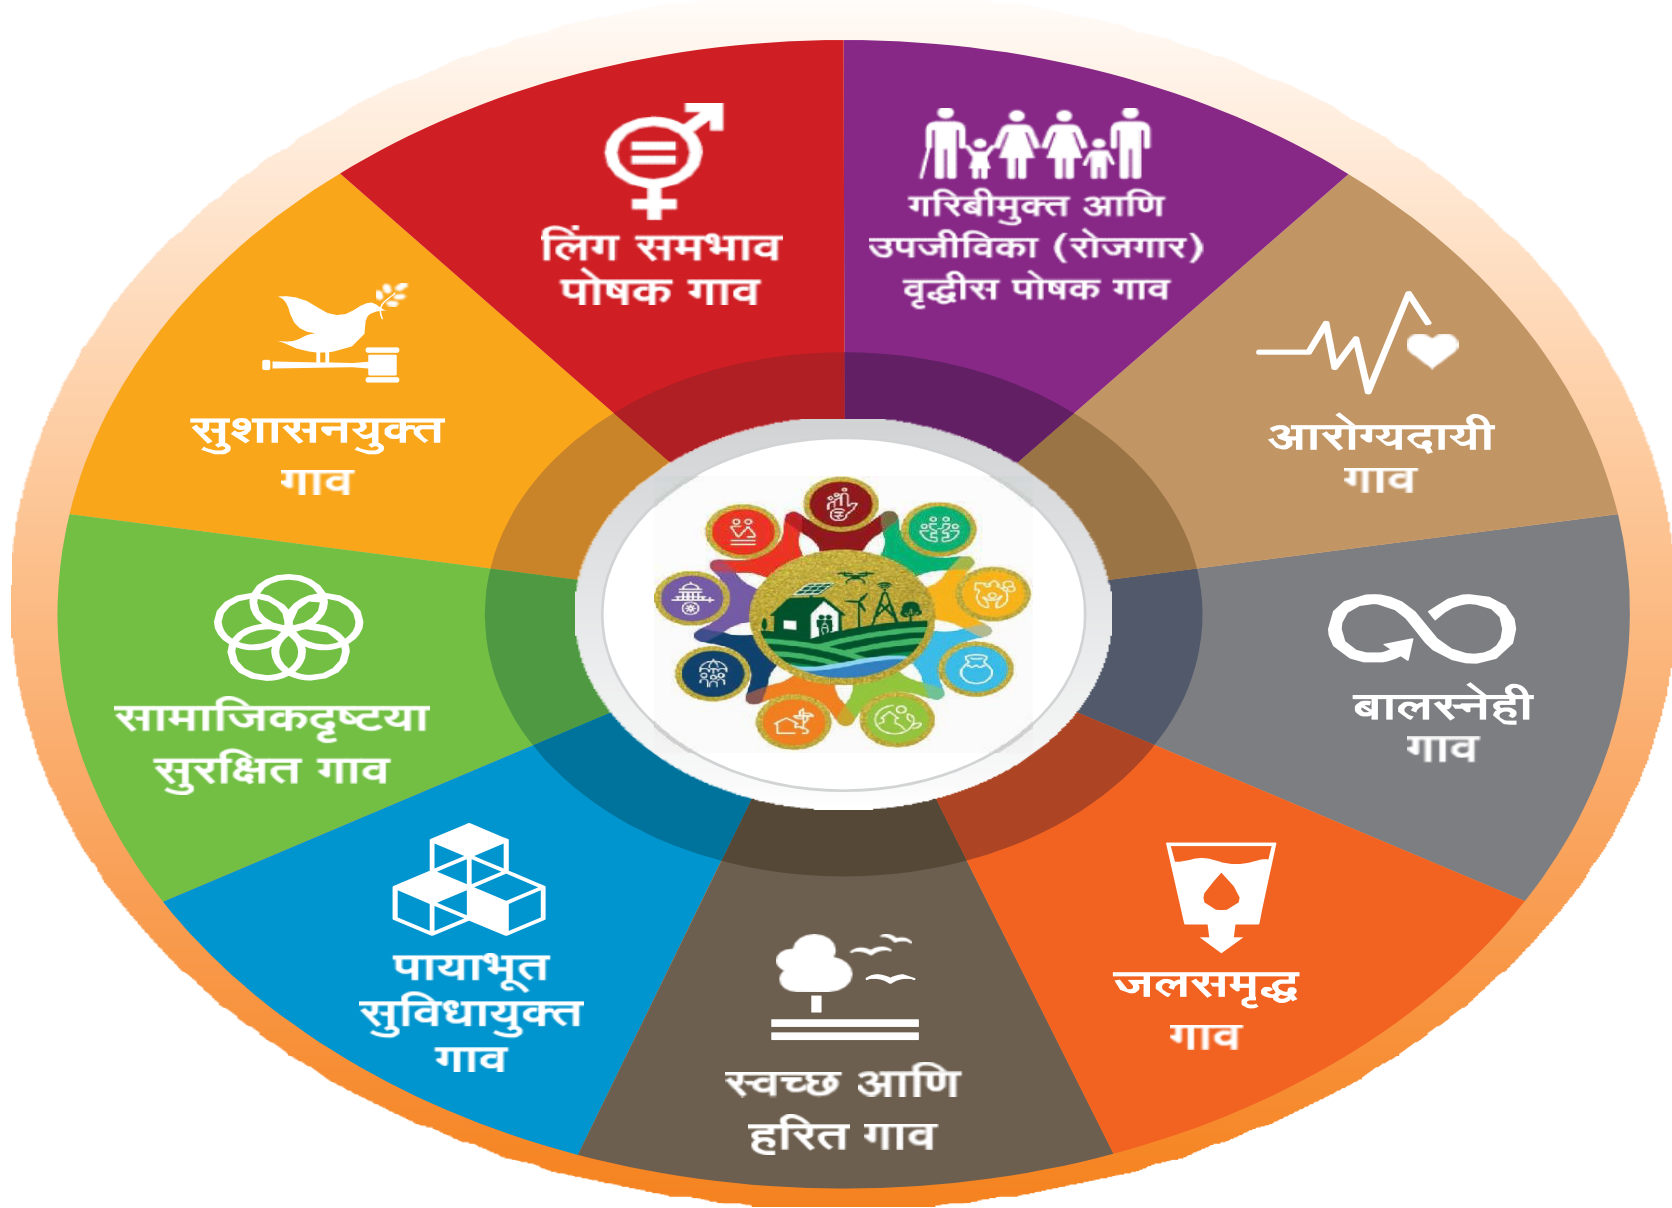 गरिबीमुक्त आणि
उपजीविका (रोजगार)
वृद्धीस पोषक गाव
आरोग्यदायी
गाव
बालस्नेही
गाव
जलसमृद्ध
गाव
स्वच्छ आणि
हरित गाव
पायाभूत
सुविधायुक्त
गाव
सामाजिकदृष्टया
सुरक्षित गाव
सुशासनयुक्त
गाव
लिंग समभाव
पोषक गाव